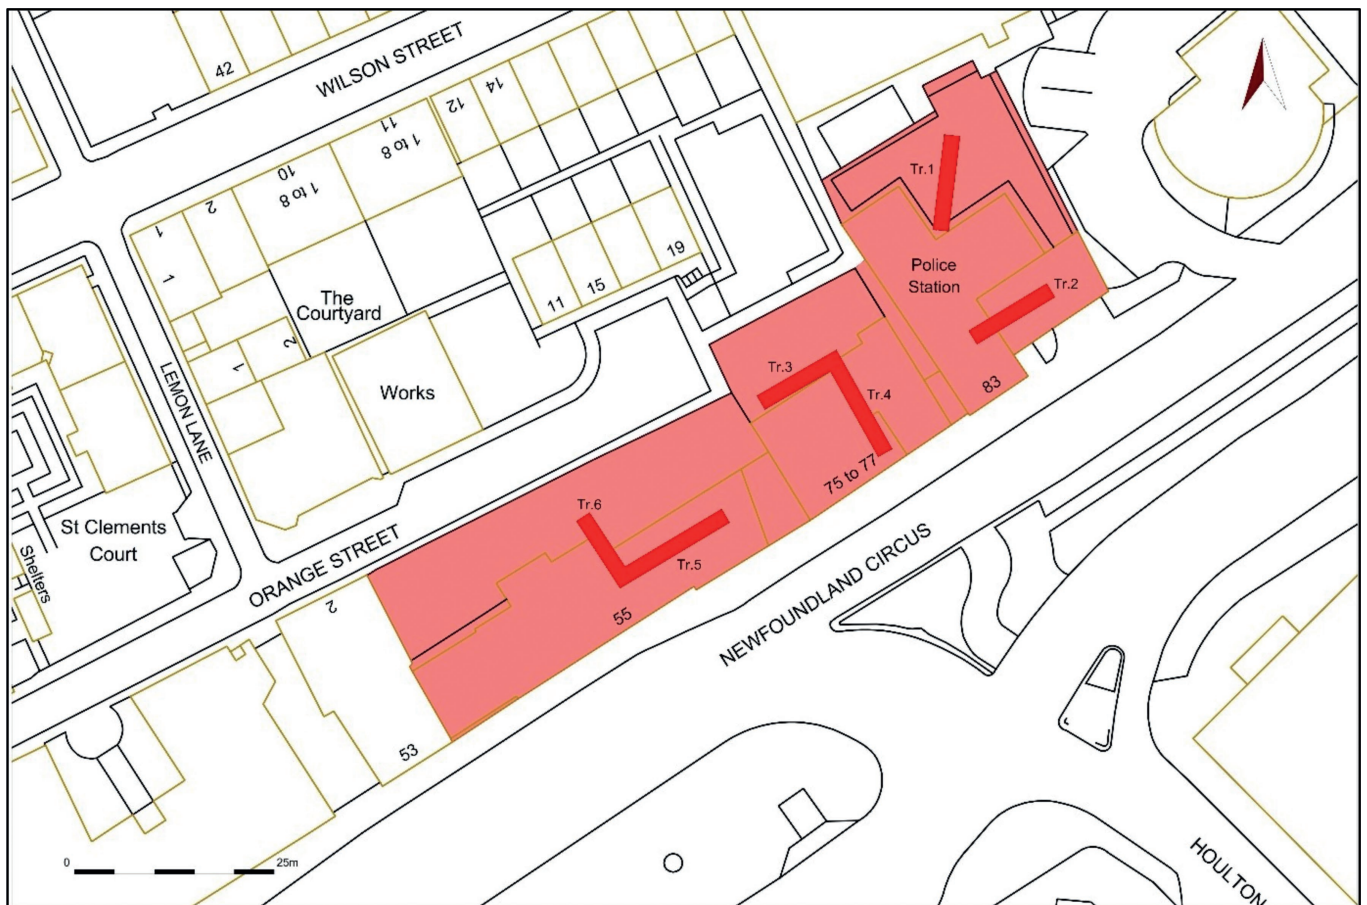 42
WILSON STREET
12
14
11
1 to 8
10
1 to 8
2
1
1
Tr.1
19
15
11
Police
Station
Tr.2
The
Courtyard
2
1
LEMON LANE
Works
Tr.3
Tr.4
83
75 to 77
Tr.6
Tr.5
St Clements
Court
Shelters
ORANGE STREET
2
55
NEWFOUNDLAND CIRCUS
53
HOULTON
0
25m